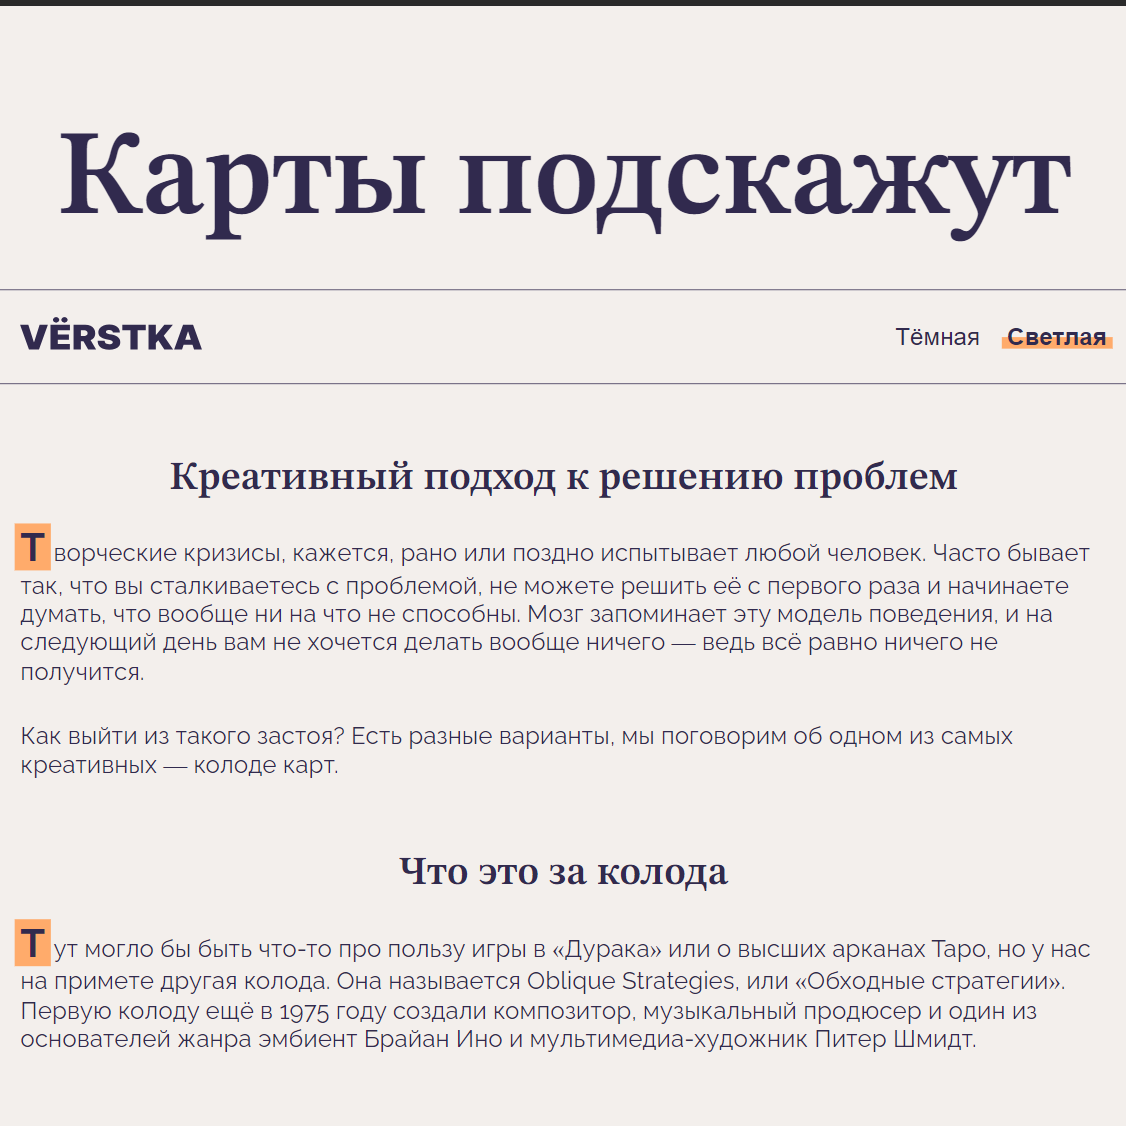 Карты подскажут
VЁRSTKA
Тёмная Светлая
Креативный подход к решению проблем
Творческие кризисы, кажется, рано или поздно испытывает любой человек. Часто бывает
так, что вы сталкиваетесь с проблемой, не можете решить её с первого раза и начинаете
думать, что вообще ни на что не способны. Мозг запоминает эту модель поведения, и на
следующий день вам не хочется делать вообще ничего — ведь всё равно ничего не
получится.
Как выйти из такого застоя? Есть разные варианты, мы поговорим об одном из самых
креативных — колоде карт.
Что это за колода
Тут могло бы быть что-то про пользу игры в «Дурака» или о высших арканах Таро, но у нас
на примете другая колода. Она называется Oblique Strategies, или «Обходные стратегии».
Первую колоду ещё в 1975 году создали композитор, музыкальный продюсер и один из
основателей жанра эмбиент Брайан Ино и мультимедиа-художник Питер Шмидт.